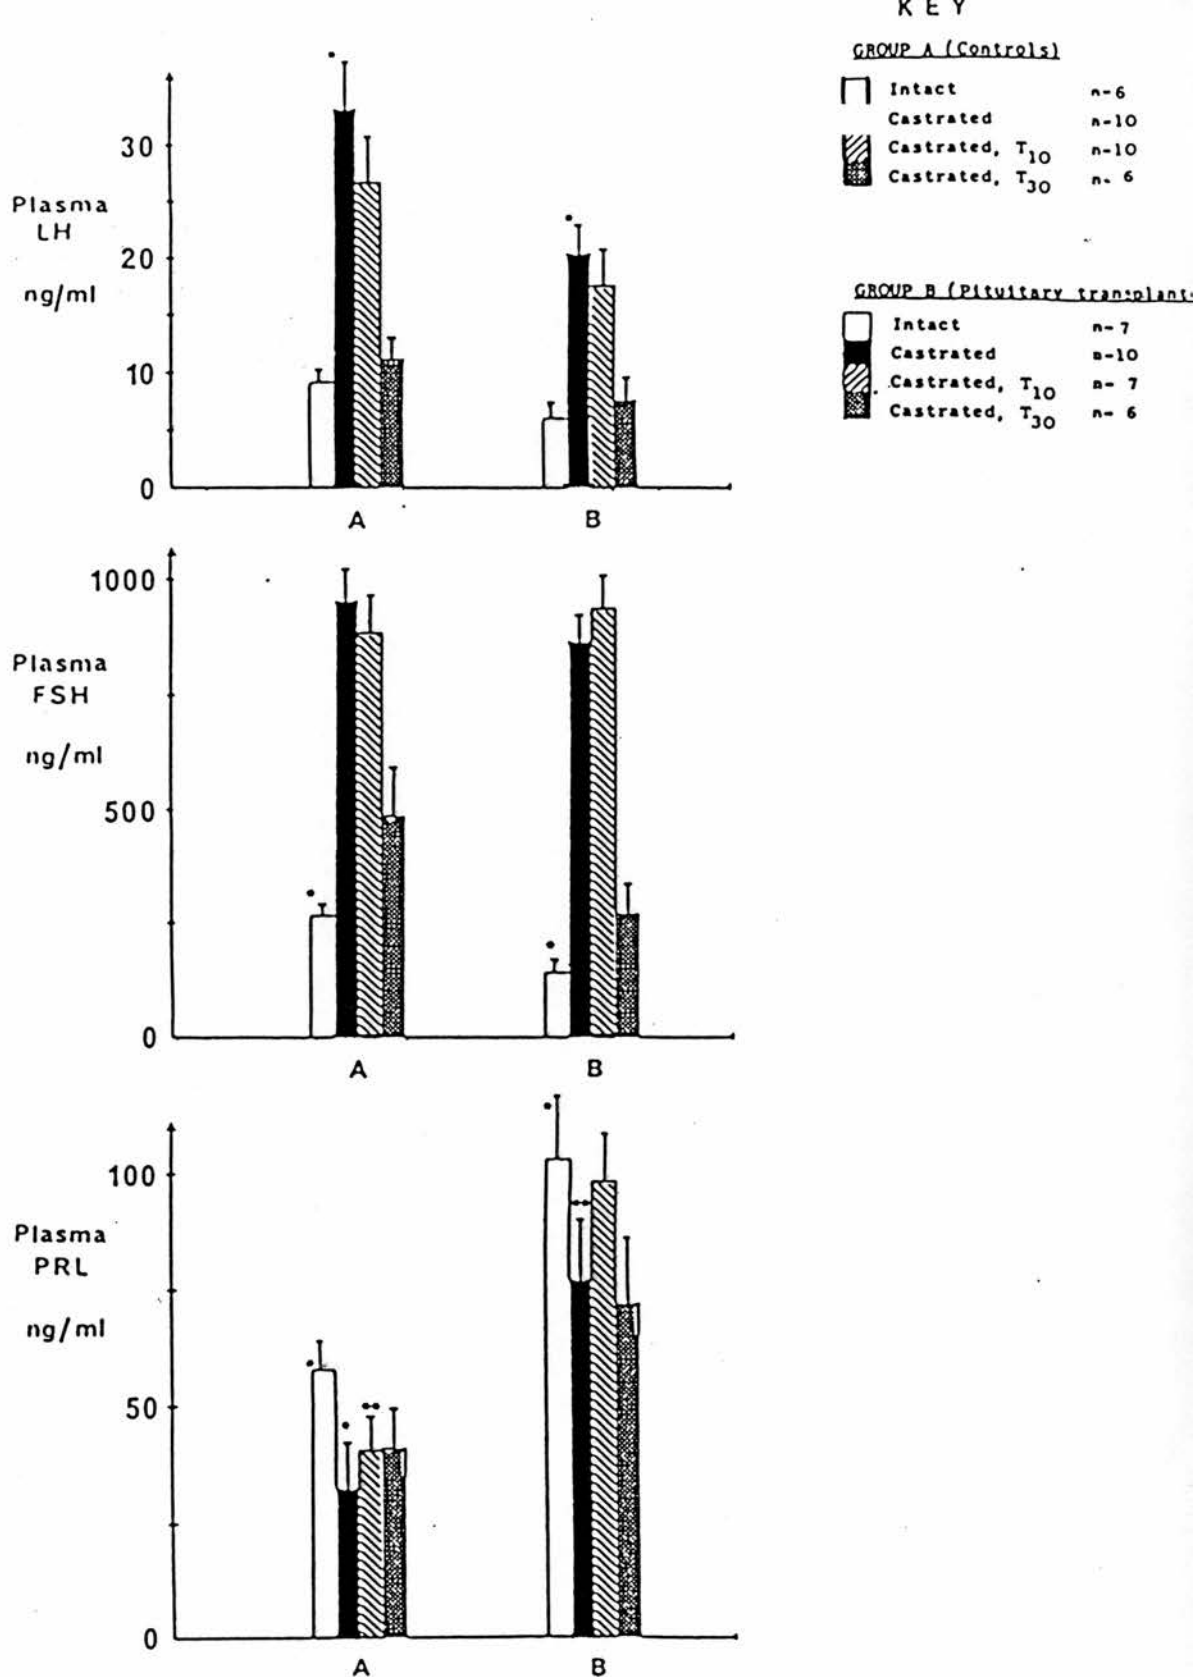 KEY
GROUP A (Controls)
Intact n-6
Castrated n-10
Castrated, T10 n-10
Castrated, T30 n- 6
GROUP B (Pituitary transplant
Intact n-7
Castrated n-10
Castrated, T10 n- 7
Castrated, T30 n- 6
Plasma
LH
ng/ml
30
20
10
0
A B
Plasma
FSH
ng/ml
1000
500
0
A B
Plasma
PRL
ng/ml
100
50
0
A B